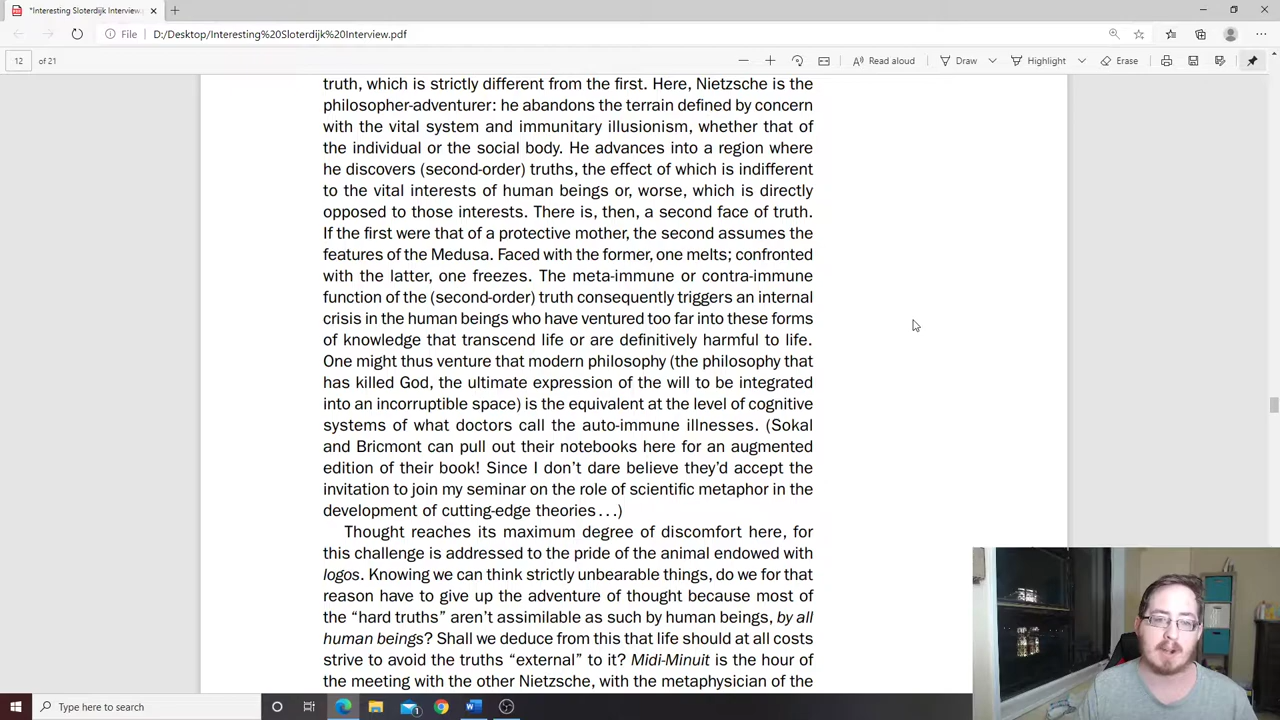 *Interesting Sloterdijk Interview.
File
D:/Desktop/Interesting%20Sloterdijk%20Interview.pdf
12 of 21
Read aloud
Draw
Highlight
Erase
truth, which is strictly different from the first. Here, Nietzsche is the
philosopher-adventurer: he abandons the terrain defined by concern
with the vital system and immunitary illusionism, whether that of
the individual or the social body. He advances into a region where
he discovers (second-order) truths, the effect of which is indifferent
to the vital interests of human beings or, worse, which is directly
opposed to those interests. There is, then, a second face of truth.
If the first were that of a protective mother, the second assumes the
features of the Medusa. Faced with the former, one melts; confronted
with the latter, one freezes. The meta-immune or contra-immune
function of the (second-order) truth consequently triggers an internal
crisis in the human beings who have ventured too far into these forms
of knowledge that transcend life or are definitively harmful to life.
One might thus venture that modern philosophy (the philosophy that
has killed God, the ultimate expression of the will to be integrated
into an incorruptible space) is the equivalent at the level of cognitive
systems of what doctors call the auto-immune illnesses. (Sokal
and Bricmont can pull out their notebooks here for an augmented
edition of their book! Since I don't dare believe they'd accept the
invitation to join my seminar on the role of scientific metaphor in the
development of cutting-edge theories . . .)
Thought reaches its maximum degree of discomfort here, for
this challenge is addressed to the pride of the animal endowed with
logos. Knowing we can think strictly unbearable things, do we for that
reason have to give up the adventure of thought because most of
the “hard truths” aren't assimilable as such by human beings, by all
human beings? Shall we deduce from this that life should at all costs
strive to avoid the truths “external” to it? Midi-Minuit is the hour of
the meeting with the other Nietzsche, with the metaphysician of the
Type here to search